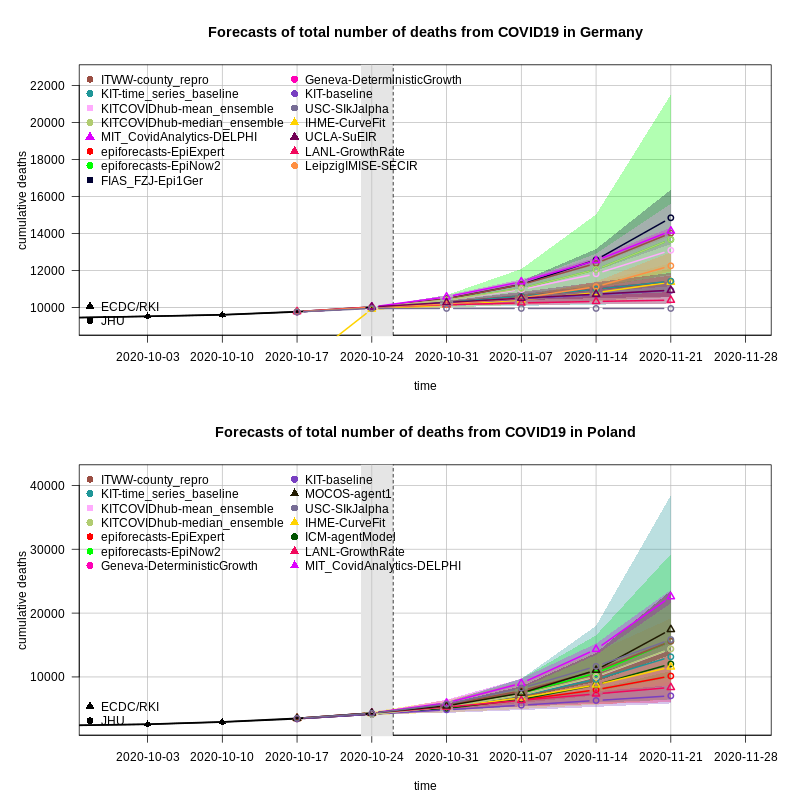 Forecasts of total number of deaths from COVID19 in Germany
cumulative deaths
22000
20000
18000
16000
14000
12000
10000
ITWW-county_repro
KIT-time_series_baseline
KITCOVIDhub-mean_ensemble
KITCOVIDhub-median_ensemble
MIT_CovidAnalytics-DELPHI
epiforecasts-EpiExpert
epiforecasts-EpiNow2
FIAS_FZJ-Epi1Ger
Geneva-DeterministicGrowth
KIT-baseline
USC-SIkJalpha
IHME-CurveFit
UCLA-SuEIR
LANL-GrowthRate
LeipzigIMISE-SECIR
ECDC/RKI
JHU
2020-10-03 2020-10-10 2020-10-17 2020-10-24 2020-10-31 2020-11-07 2020-11-14 2020-11-21 2020-11-28
time
Forecasts of total number of deaths from COVID19 in Poland
cumulative deaths
40000
30000
20000
10000
ITWW-county_repro
KIT-time_series_baseline
KITCOVIDhub-mean_ensemble
KITCOVIDhub-median_ensemble
epiforecasts-EpiExpert
epiforecasts-EpiNow2
Geneva-DeterministicGrowth
KIT-baseline
MOCOS-agent1
USC-SIkJalpha
IHME-CurveFit
ICM-agentModel
LANL-GrowthRate
MIT_CovidAnalytics-DELPHI
ECDC/RKI
JHU
2020-10-03 2020-10-10 2020-10-17 2020-10-24 2020-10-31 2020-11-07 2020-11-14 2020-11-21 2020-11-28
time